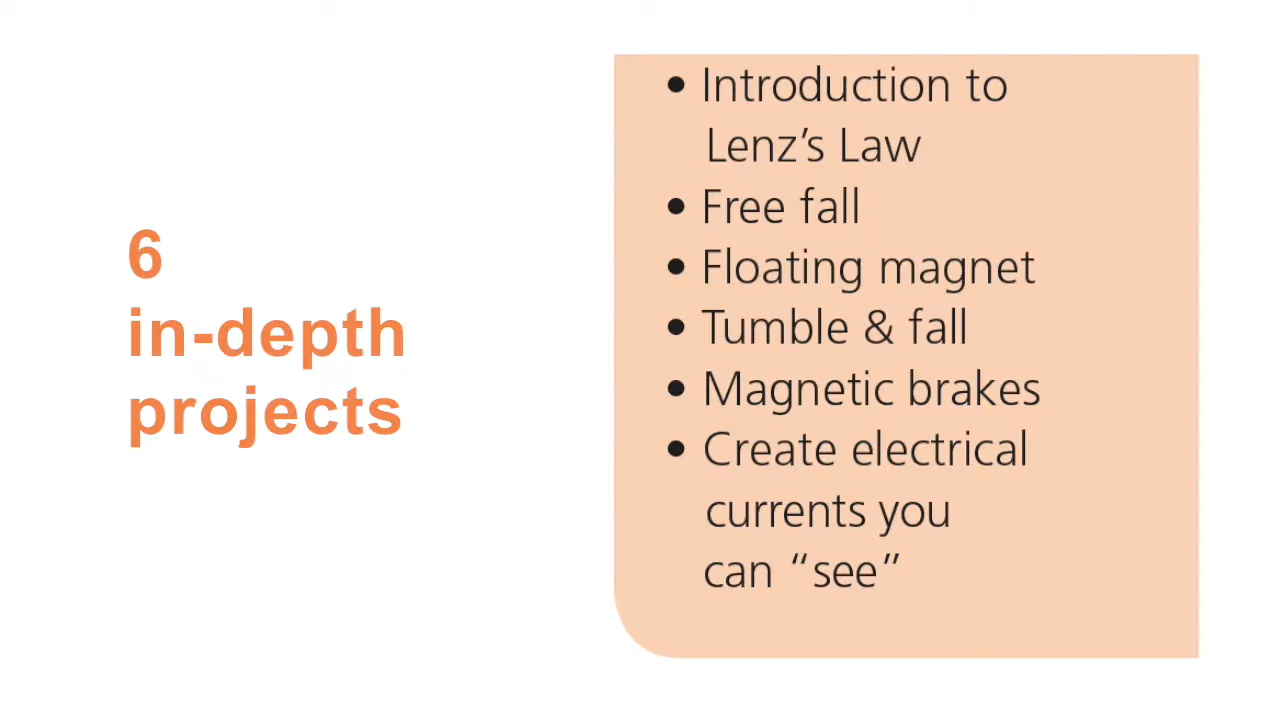 6
in-depth
projects
• Introduction to
Lenz’s Law
• Free fall
• Floating magnet
• Tumble & fall
• Magnetic brakes
• Create electrical
currents you
can “see”